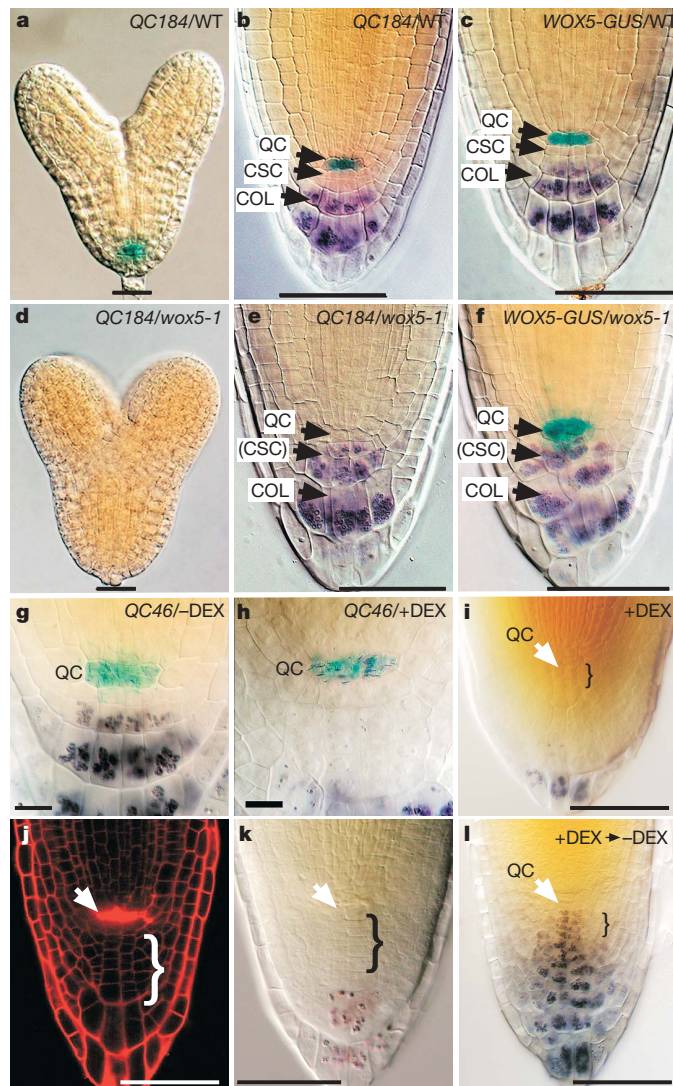 a QC184/WT
b QC184/WT
QC
CSC
COL
c WOX5-GUS/WT
QC
CSC
COL
d QC184/wox5-1
e QC184/wox5-1
QC
(CSC)
COL
f WOX5-GUS/wox5-1
QC
(CSC)
COL
g QC46/–DEX
QC
h QC46/+DEX
QC
i +DEX
QC
}
j
}
k
}
l +DEX ➤ –DEX
QC
}